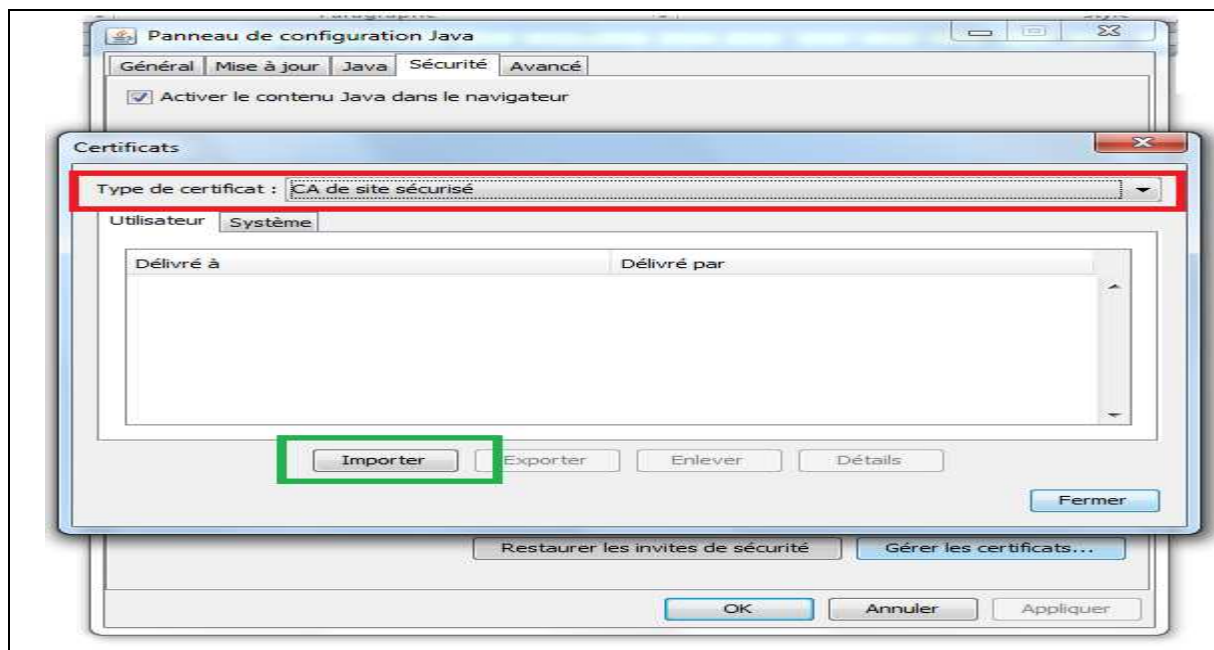 Panneau de configuration Java
Général Mise à jour Java Sécurité Avancé
Activer le contenu Java dans le navigateur
Certificats
Type de certificat : CA de site sécurisé
Utilisateur Système
Délivré à Délivré par
Importer Exporter Enlever Détails
Fermer
Restaurer les invites de sécurité Gérer les certificats...
OK Annuler Appliquer